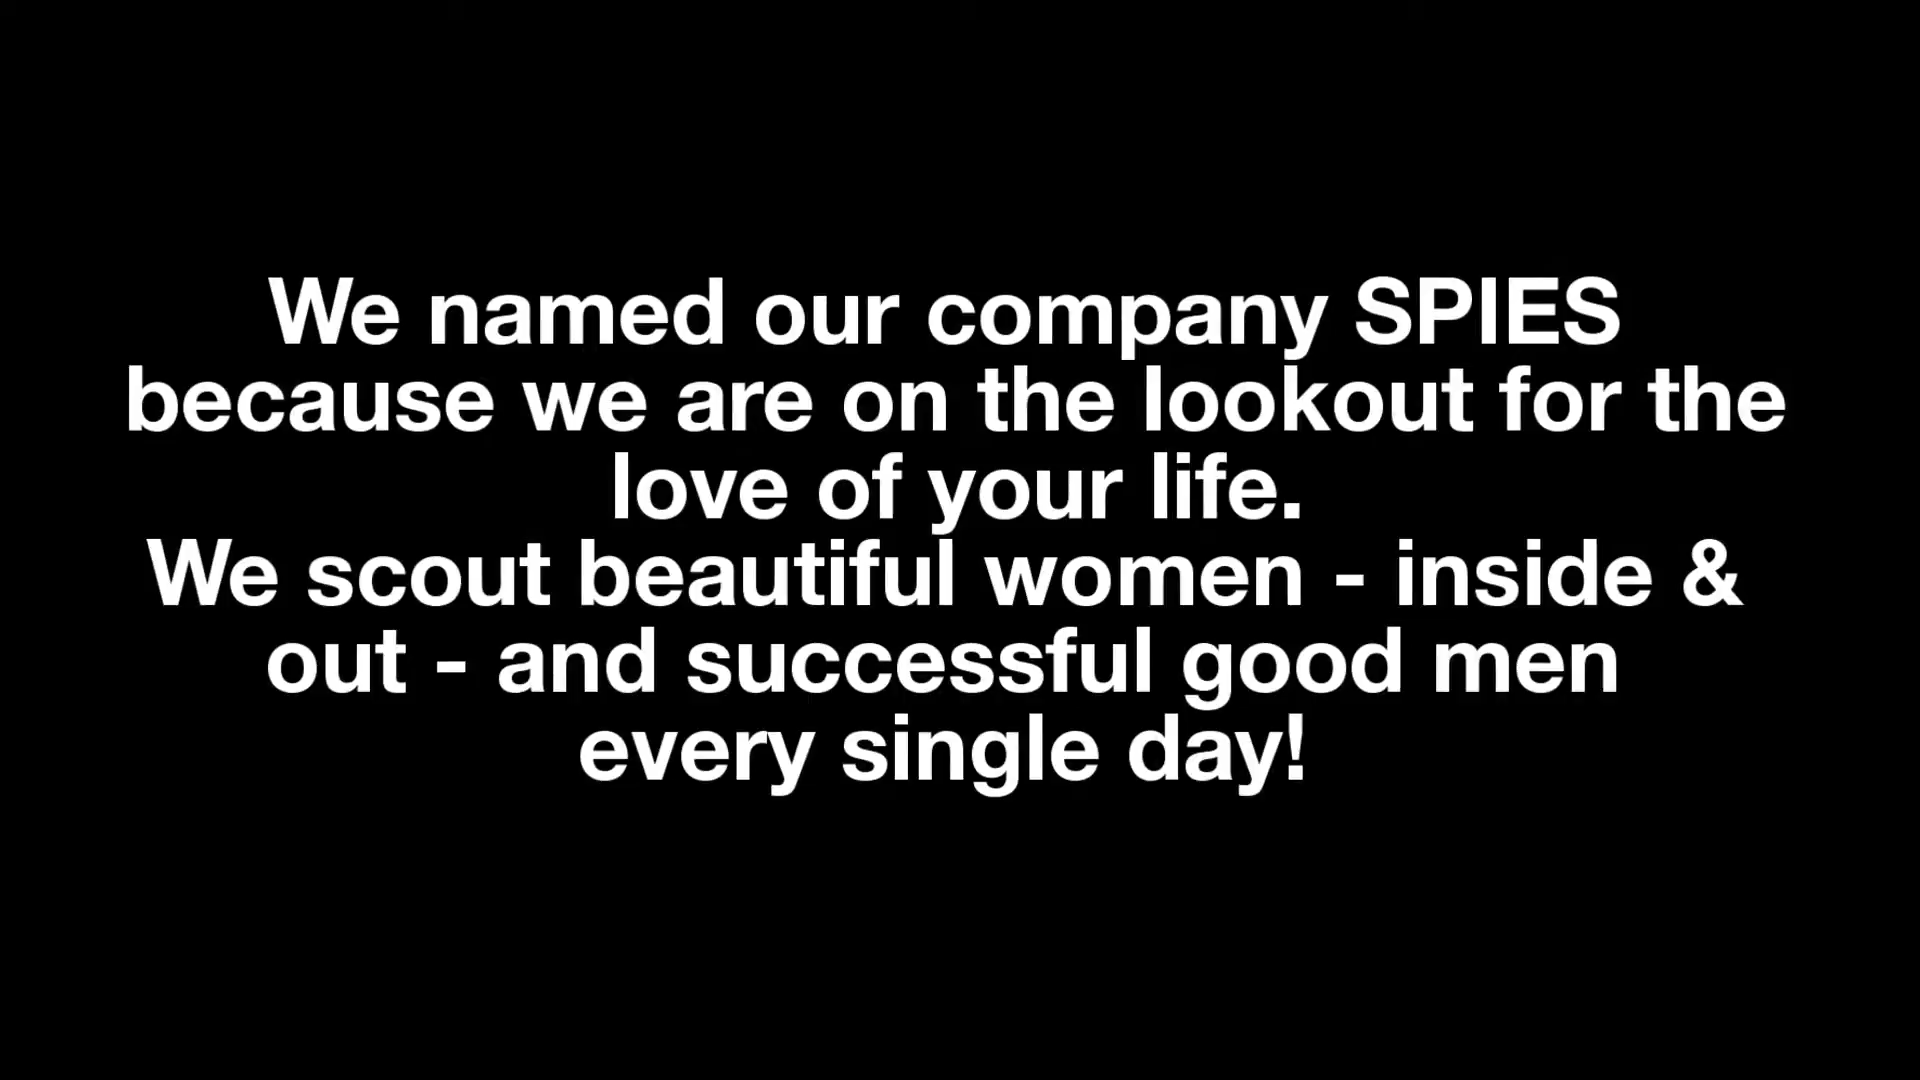 We named our company SPIES
because we are on the lookout for the
love of your life.
We scout beautiful women - inside &
out - and successful good men
every single day!